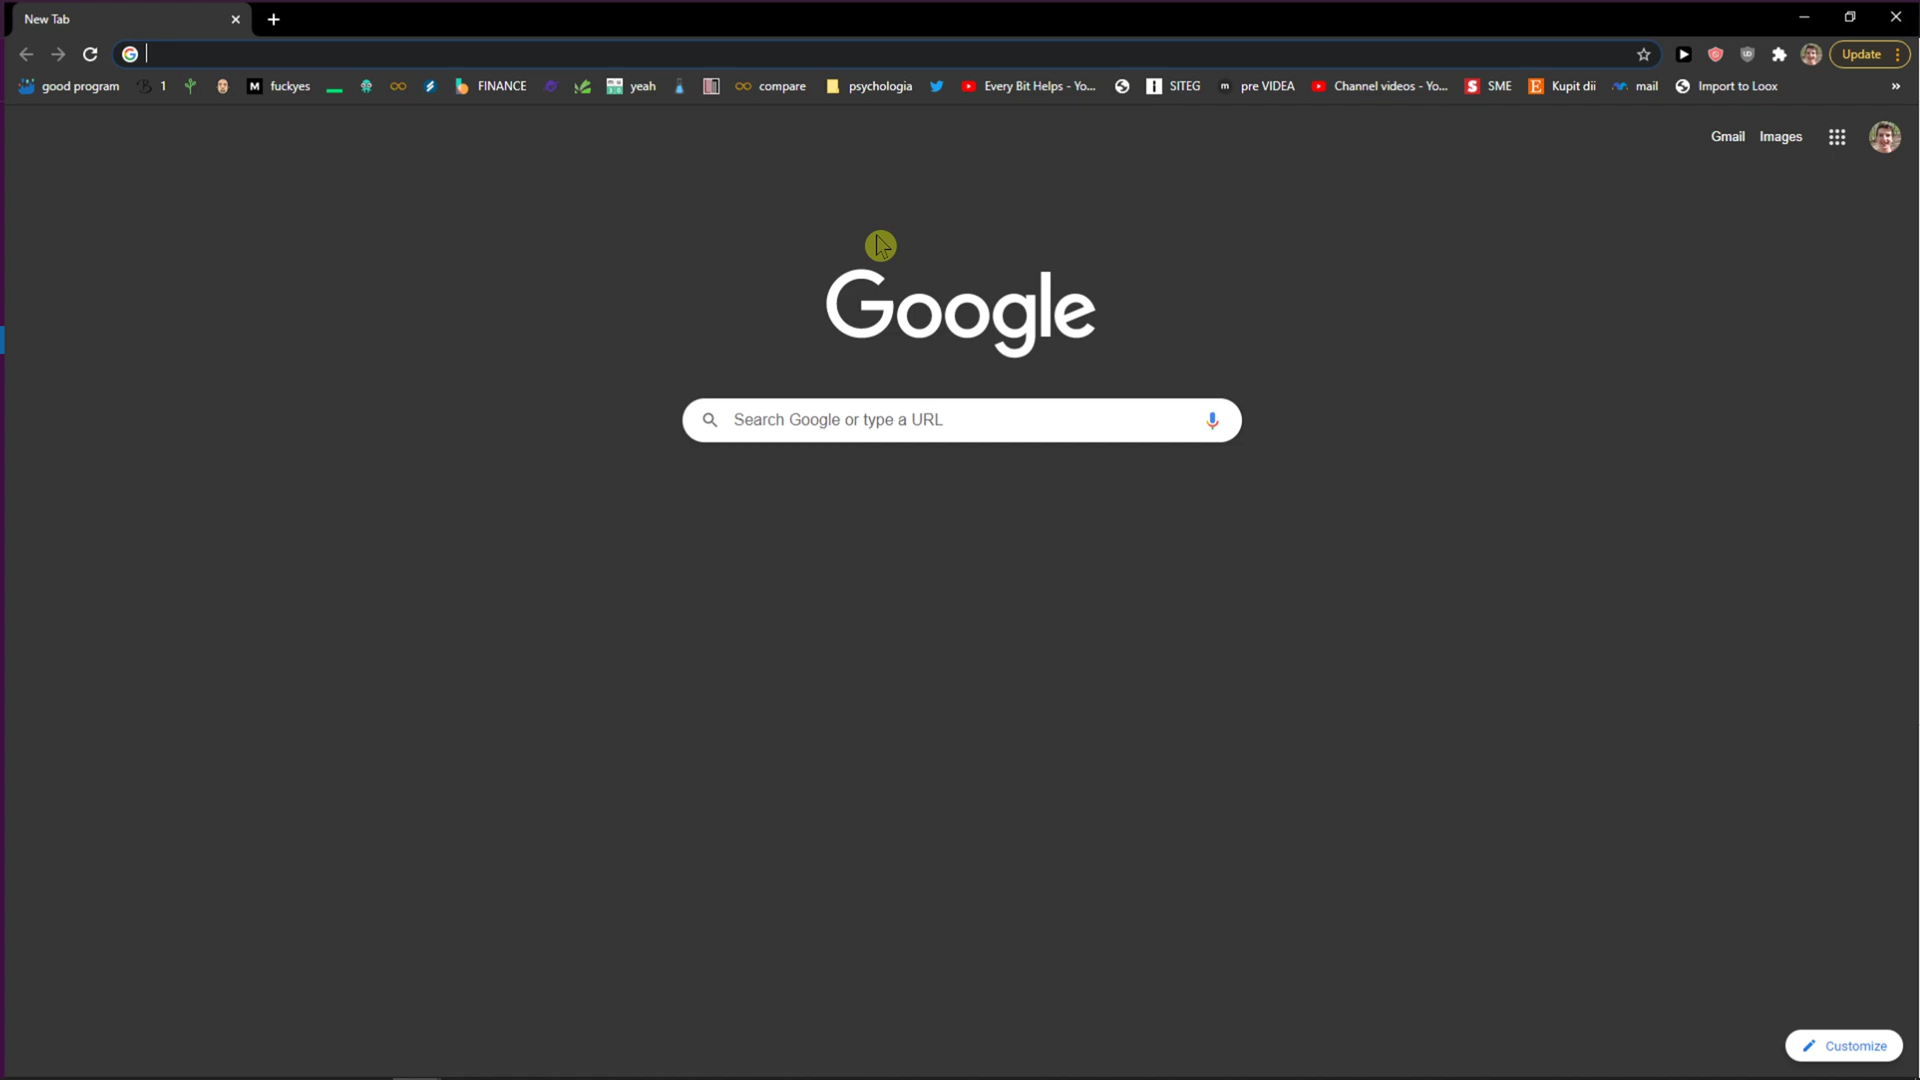 New Tab
Update
good program 1 M fuckyes FINANCE yeah compare psychologia Every Bit Helps - Yo... SITEG m pre VIDEA Channel videos - Yo... S SME E Kupit dii mail Import to Loox »
Gmail Images
Google
Search Google or type a URL
Customize